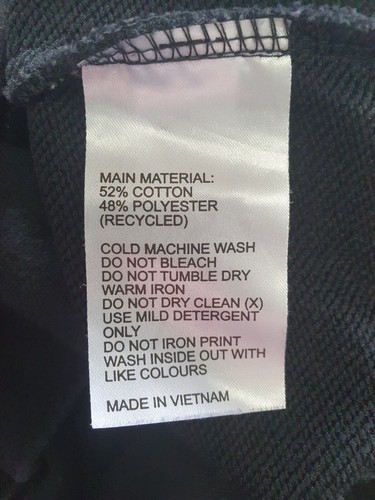 MAIN MATERIAL:
52% COTTON
48% POLYESTER
(RECYCLED)
COLD MACHINE WASH
DO NOT BLEACH
DO NOT TUMBLE DRY
WARM IRON
DO NOT DRY CLEAN (X)
USE MILD DETERGENT
ONLY
DO NOT IRON PRINT
WASH INSIDE OUT WITH
LIKE COLOURS
MADE IN VIETNAM